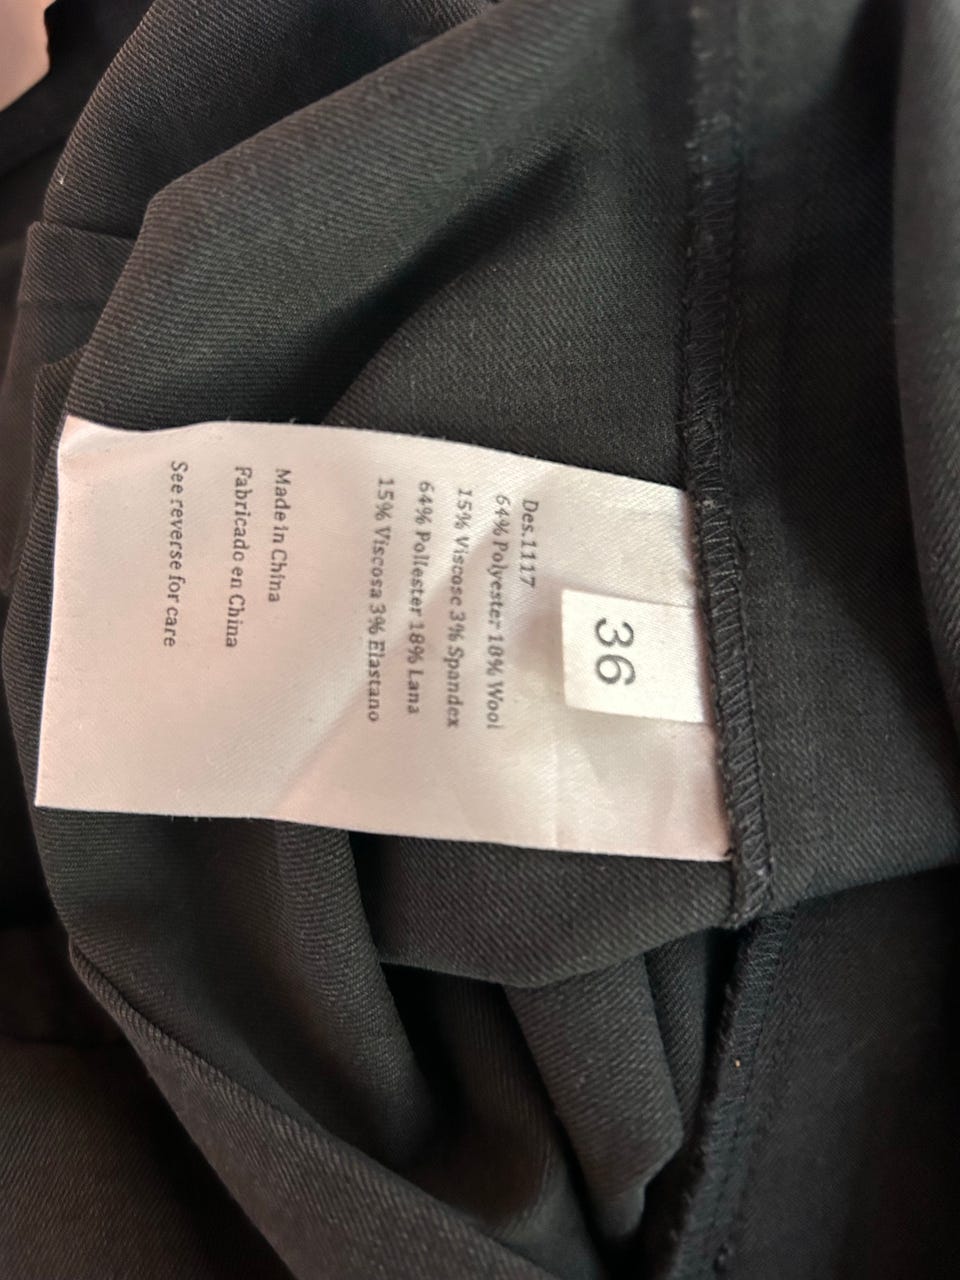 36
Des.1117
64% Polyester 18% Wool
15% Viscose 3% Spandex
64% Poliester 18% Lana
15% Viscosa 3% Elastano
Made in China
Fabricado en China
See reverse for care